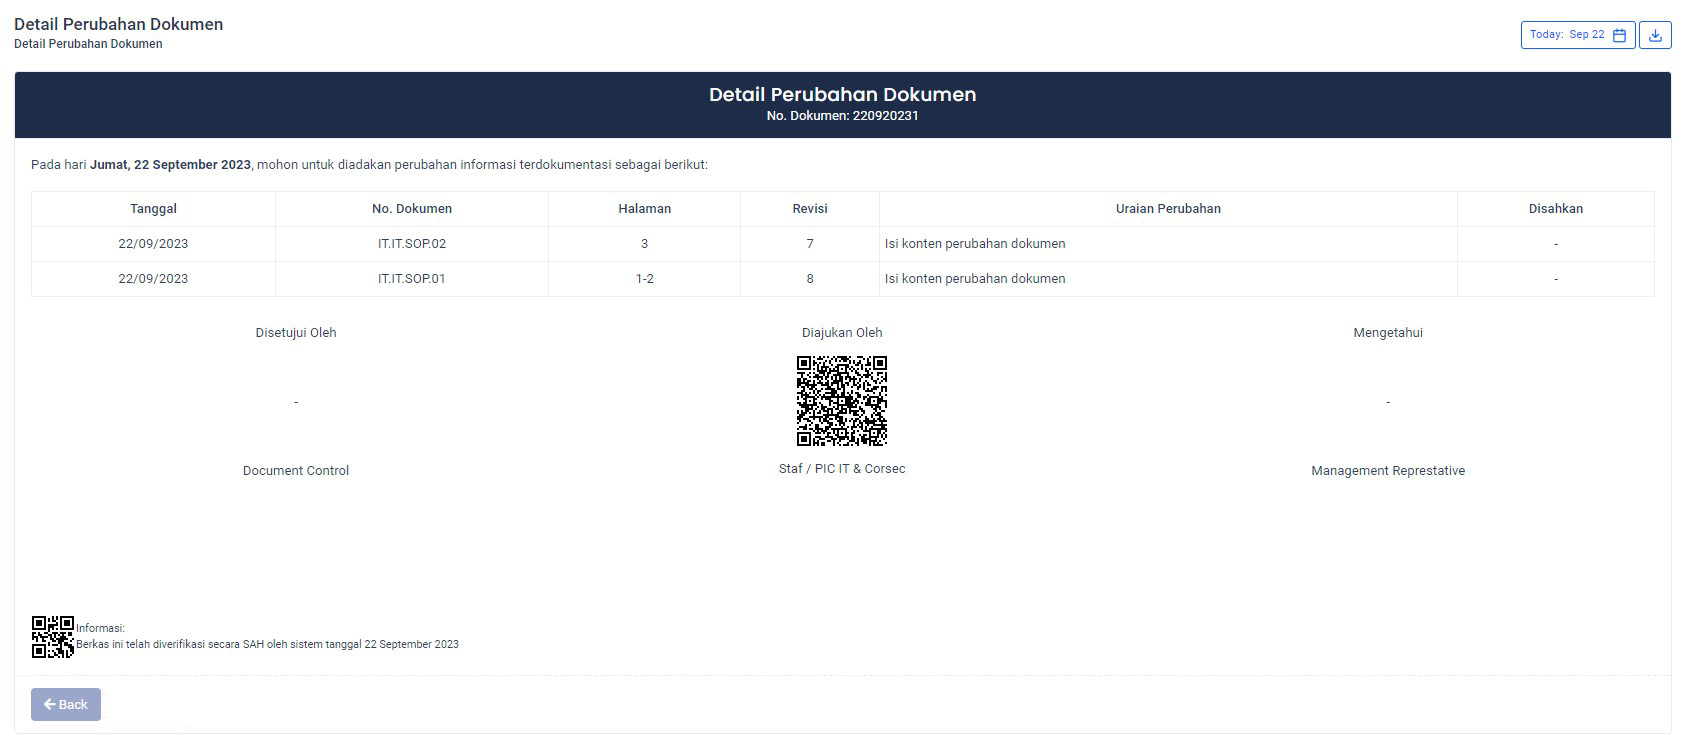 Detail Perubahan Dokumen
Detail Perubahan Dokumen
Today: Sep 22
Detail Perubahan Dokumen
No. Dokumen: 220920231
Pada hari Jumat, 22 September 2023, mohon untuk diadakan perubahan informasi terdokumentasi sebagai berikut:
Tanggal No. Dokumen Halaman Revisi Uraian Perubahan Disahkan
22/09/2023 IT.IT.SOP.02 3 7 Isi konten perubahan dokumen -
22/09/2023 IT.IT.SOP.01 1-2 8 Isi konten perubahan dokumen -
Disetujui Oleh Diajukan Oleh Mengetahui
- -
Document Control Staf / PIC IT & Corsec Management Represtative
Informasi:
Berkas ini telah diverifikasi secara SAH oleh sistem tanggal 22 September 2023
Back